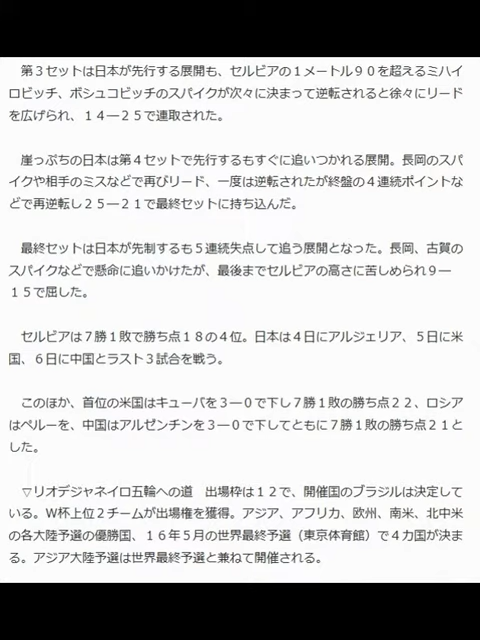 第３セットは日本が先行する展開も、セルビアの１メートル９０を超えるミハイ
ロビッチ、ボシュコビッチのスパイクが次々に決まって逆転されると徐々にリード
を広げられ、１４―２５で連取された。
崖っぷちの日本は第４セットで先行するもすぐに追いつかれる展開。長岡のスパ
イクや相手のミスなどで再びリード、一度は逆転されたが終盤の４連続ポイントな
どで再逆転し２５―２１で最終セットに持ち込んだ。
最終セットは日本が先制するも５連続失点して追う展開となった。長岡、古賀の
スパイクなどで懸命に追いかけたが、最後までセルビアの高さに苦しめられ９―
１５で屈した。
セルビアは７勝１敗で勝ち点１８の４位。日本は４日にアルジェリア、５日に米
国、６日に中国とラスト３試合を戦う。
このほか、首位の米国はキューバを３―０で下し７勝１敗の勝ち点２２、ロシア
はペルーを、中国はアルゼンチンを３―０で下してともに７勝１敗の勝ち点２１と
した。
▽リオデジャネイロ五輪への道　出場枠は１２で、開催国のブラジルは決定して
いる。Ｗ杯上位２チームが出場権を獲得。アジア、アフリカ、欧州、南米、北中米
の各大陸予選の優勝国、１６年５月の世界最終予選（東京体育館）で４カ国が決ま
る。アジア大陸予選は世界最終予選と兼ねて開催される。